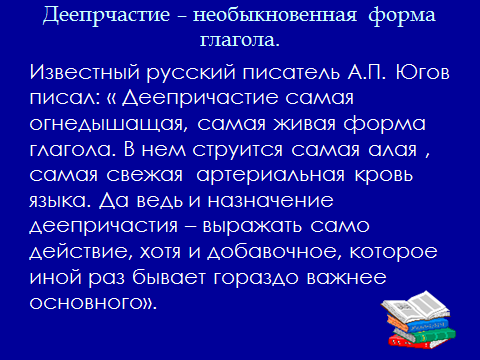 Дееprчастие – необыкновенная форма
глагола.
Известный русский писатель А.П. Югов
писал: « Деепричастие самая
огнедышащая, самая живая форма
глагола. В нем струится самая алая ,
самая свежая артериальная кровь
языка. Да ведь и назначение
деепричастия – выражать само
действие, хотя и добавочное, которое
иной раз бывает гораздо важнее
основного».